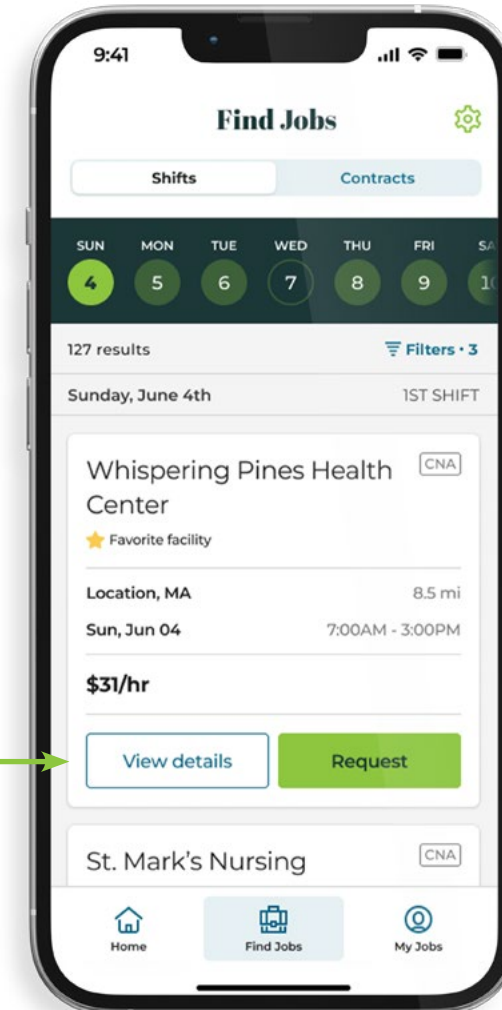 9:41
Find Jobs
Shifts Contracts
SUN MON TUE WED THU FRI
4 5 6 7 8 9
127 results Filters • 3
Sunday, June 4th 1ST SHIFT
Whispering Pines Health CNA
Center
Favorite facility
Location, MA 8.5 mi
Sun, Jun 04 7:00AM - 3:00PM
$31/hr
View details Request
St. Mark's Nursing CNA
Home Find Jobs My Jobs